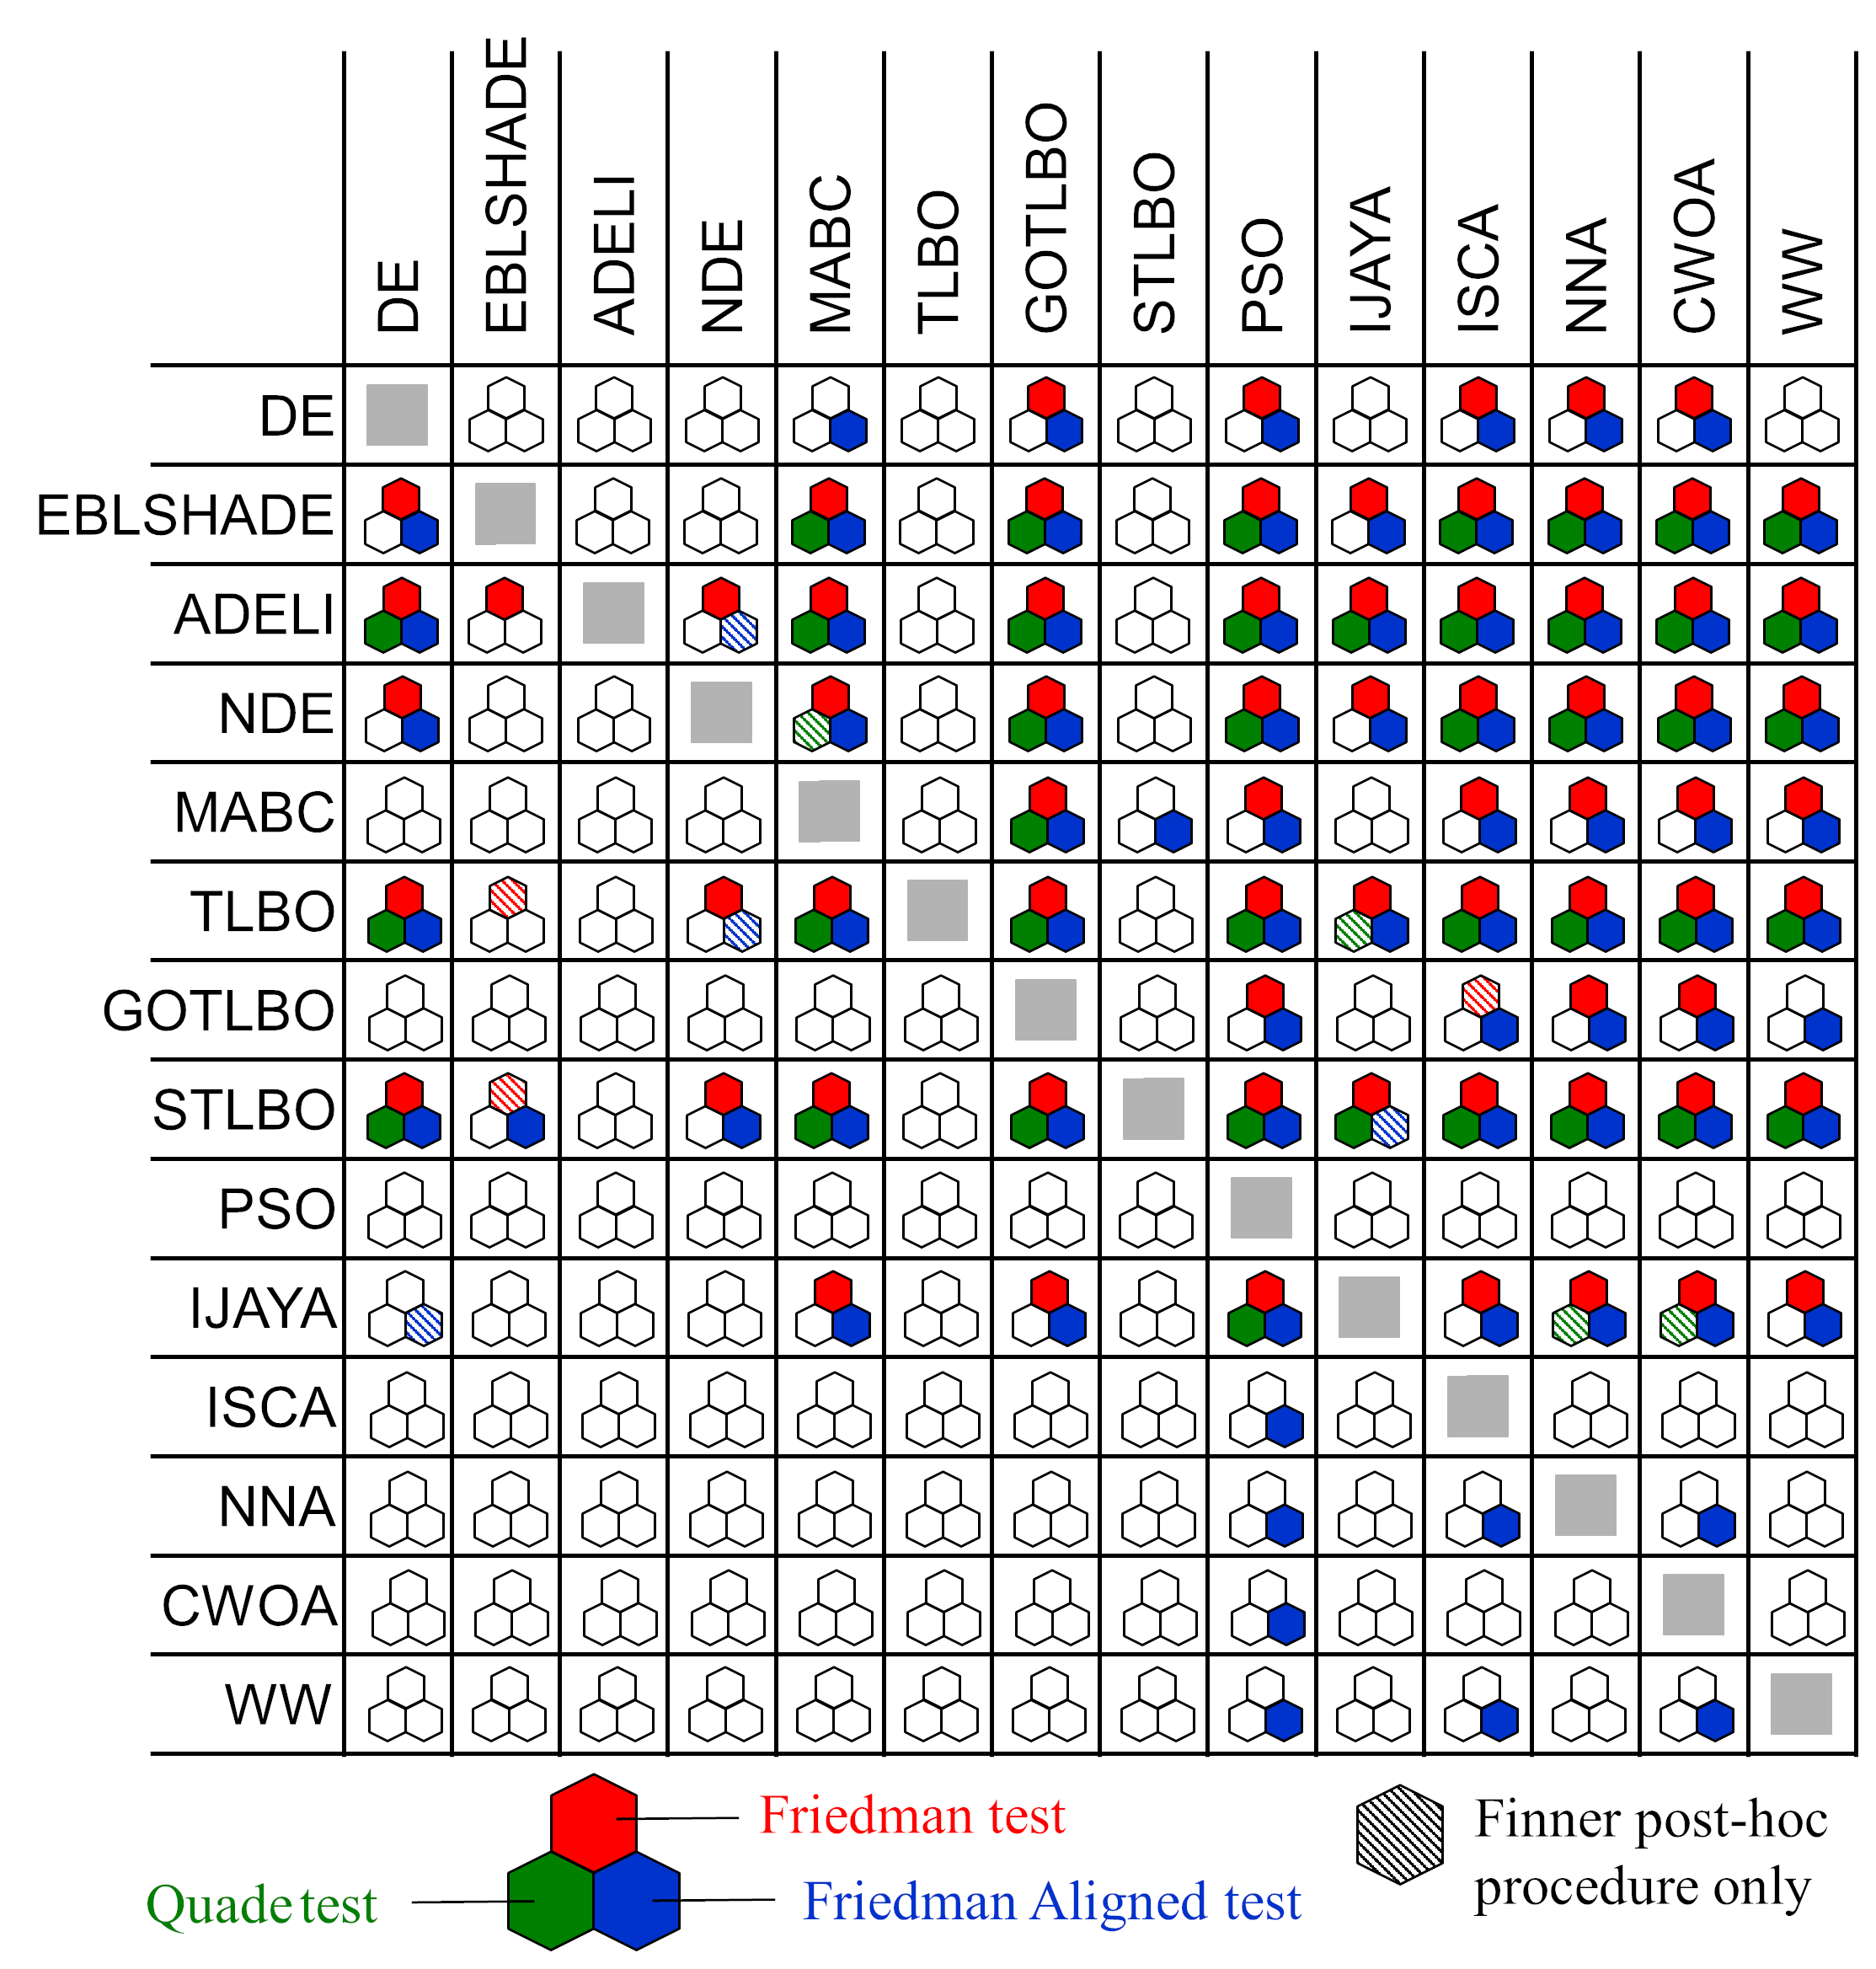 DE
EBLSHADE
ADELI
NDE
MABC
TLBO
GOTLBO
STLBO
PSO
IJAYA
ISCA
NNA
CWOA
WW
DE
EBLSHADE
ADELI
NDE
MABC
TLBO
GOTLBO
STLBO
PSO
IJAYA
ISCA
NNA
CWOA
WW
Friedman test
Quade test
Friedman Aligned test
Finner post-hoc
procedure only